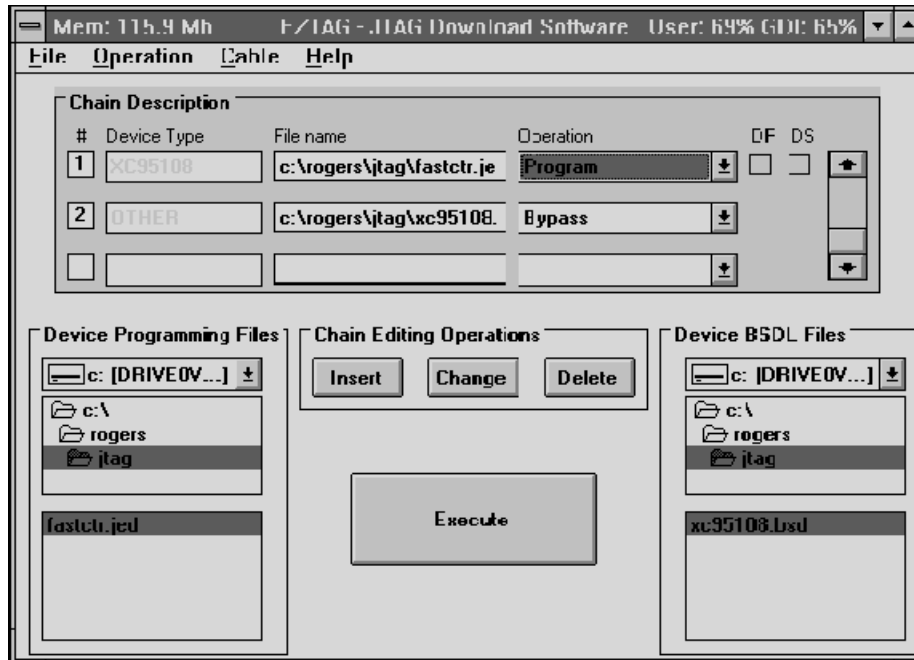 Mem: 115.9 Mb EZTAG - JTAG Download Software User: 69% GDI: 65%
File Operation Cable Help
Chain Description
# Device Type File name Operation DF DS
1 XC95108 c:\rogers\jtag\fastctr.je Program
2 OTHER c:\rogers\jtag\xc95108. Bypass
Device Programming Files
c: [DRIVE0V...]
c:\
rogers
jtag
fastctr.jed
Chain Editing Operations
Insert Change Delete
Execute
Device BSDL Files
c: [DRIVE0V...]
c:\
rogers
jtag
xc95108.bsd